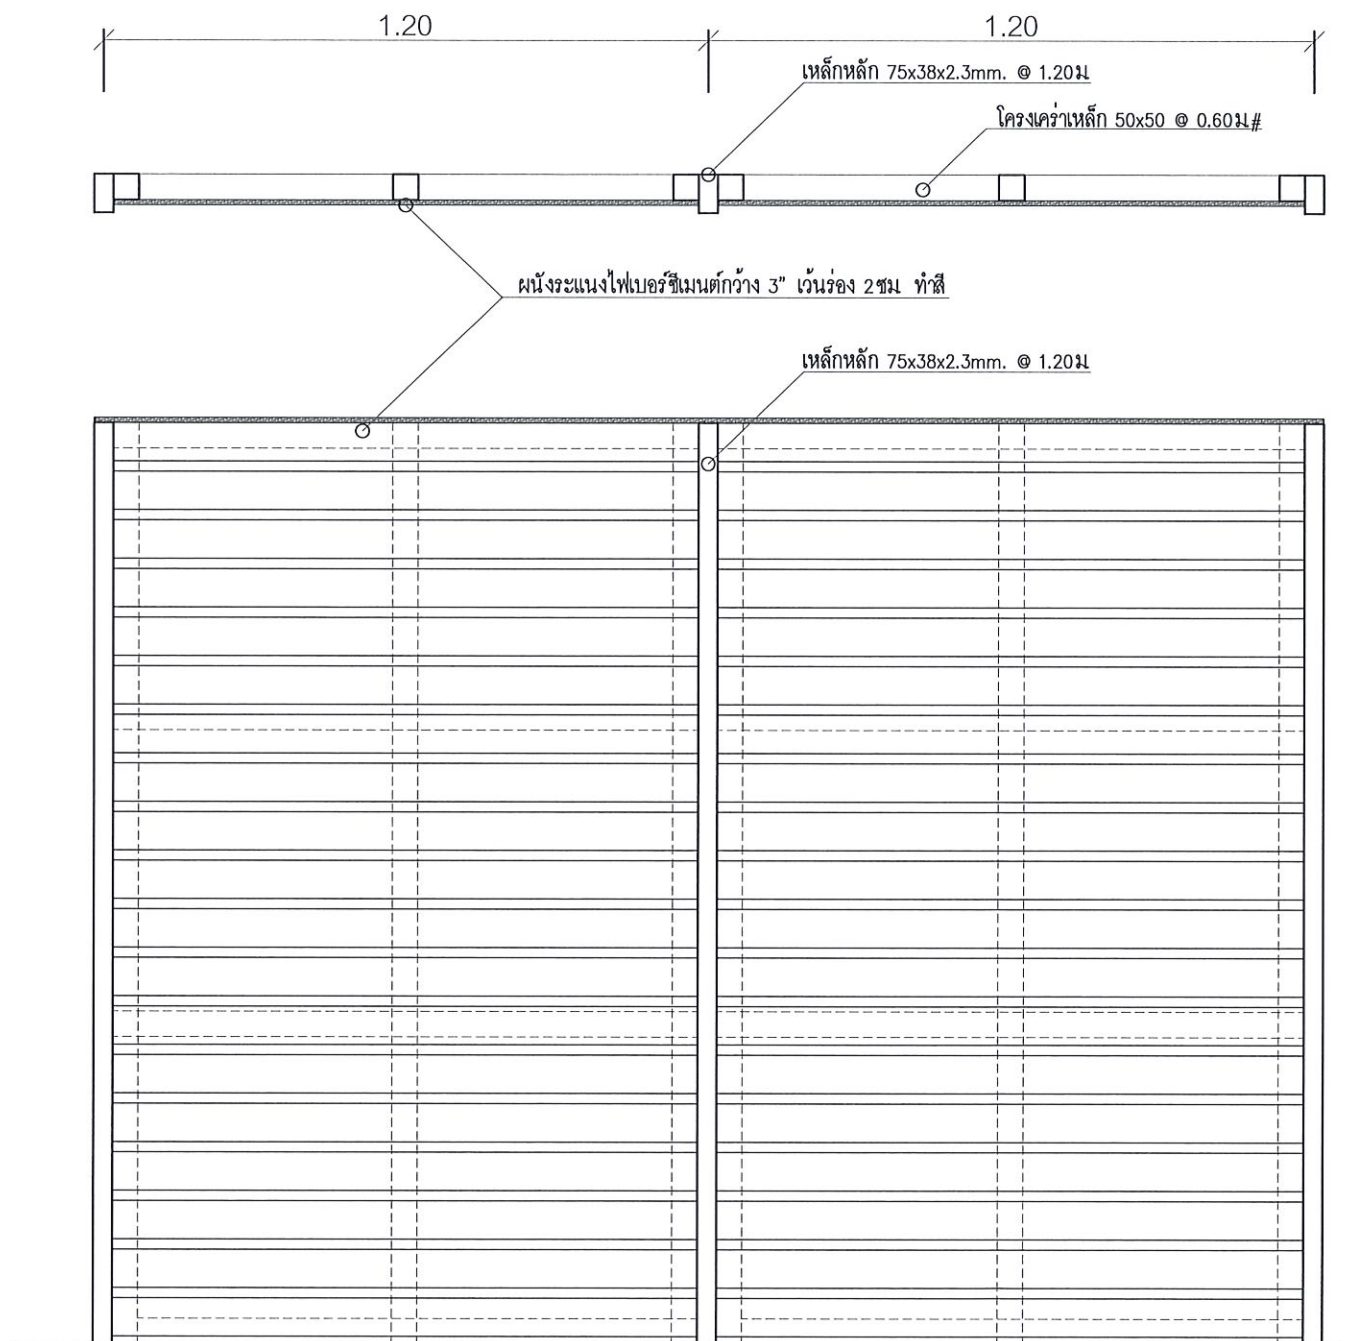 1.20 1.20
เหล็กหลัก 75x38x2.3mm. @ 1.20ม
โครงเคร่าเหล็ก 50x50 @ 0.60ม#
ผนังระแนงไฟเบอร์ซีเมนต์กว้าง 3" เว้นร่อง 2ซม ทำสี
เหล็กหลัก 75x38x2.3mm. @ 1.20ม